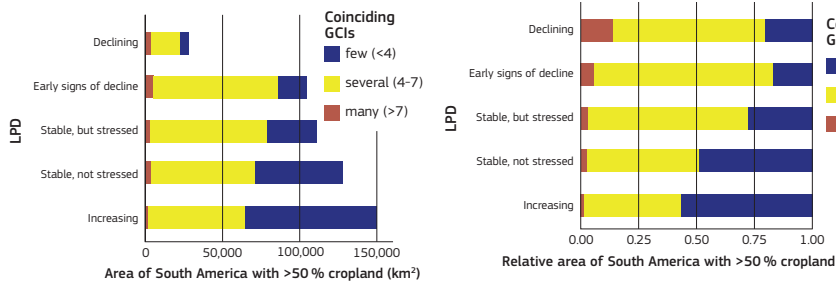 Coinciding
GCIs
few (<4)
several (4-7)
many (>7)
LPD
Declining
Early signs of decline
Stable, but stressed
Stable, not stressed
Increasing
0
50,000
100,000
150,000
Area of South America with >50 % cropland (km²)
LPD
Declining
Early signs of decline
Stable, but stressed
Stable, not stressed
Increasing
0.00
0.25
0.50
0.75
1.00
Relative area of South America with >50 % cropland